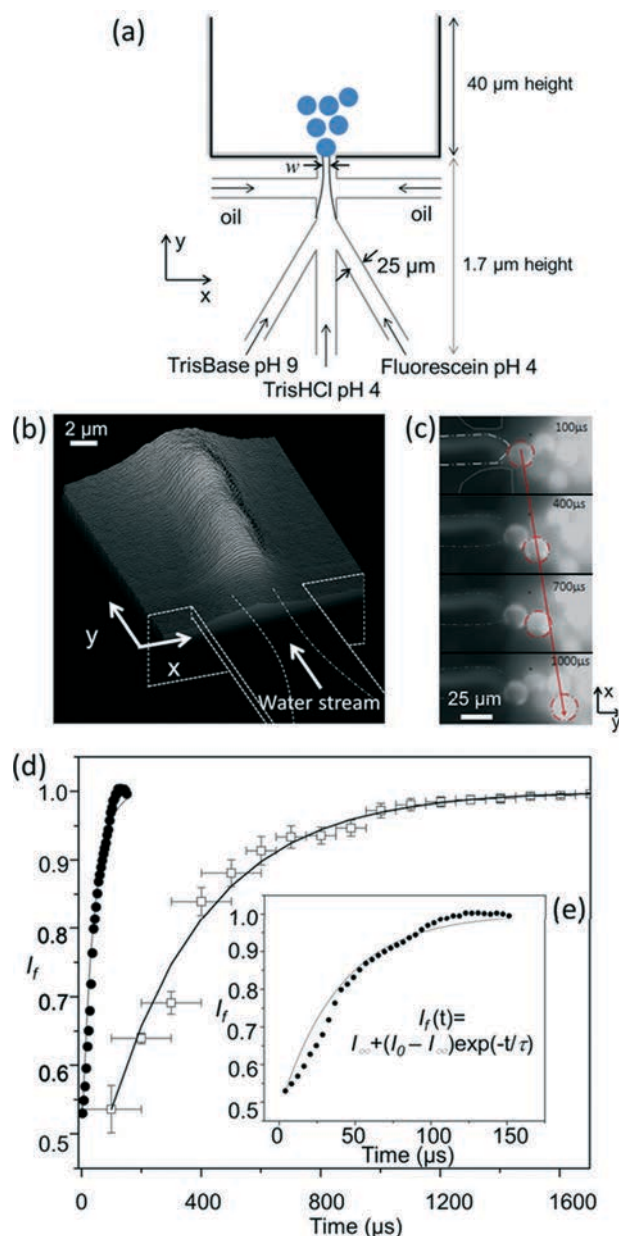 (a)
40 µm height
w
oil
oil
y
x
25 µm
1.7 µm height
TrisBase pH 9
TrisHCl pH 4
Fluorescein pH 4
(b)
2 µm
y
x
Water stream
(c)
100µs
400µs
700µs
1000µs
25 µm
x
y
(d)
1.0
0.9
0.8
I_f
0.7
0.6
0.5
0
400
800
1200
1600
Time (µs)
(e)
1.0
0.9
0.8
I_f
0.7
0.6
0.5
I_f(t)=
I_∞+(I_0 – I_∞)exp(-t/τ)
0
50
100
150
Time (µs)